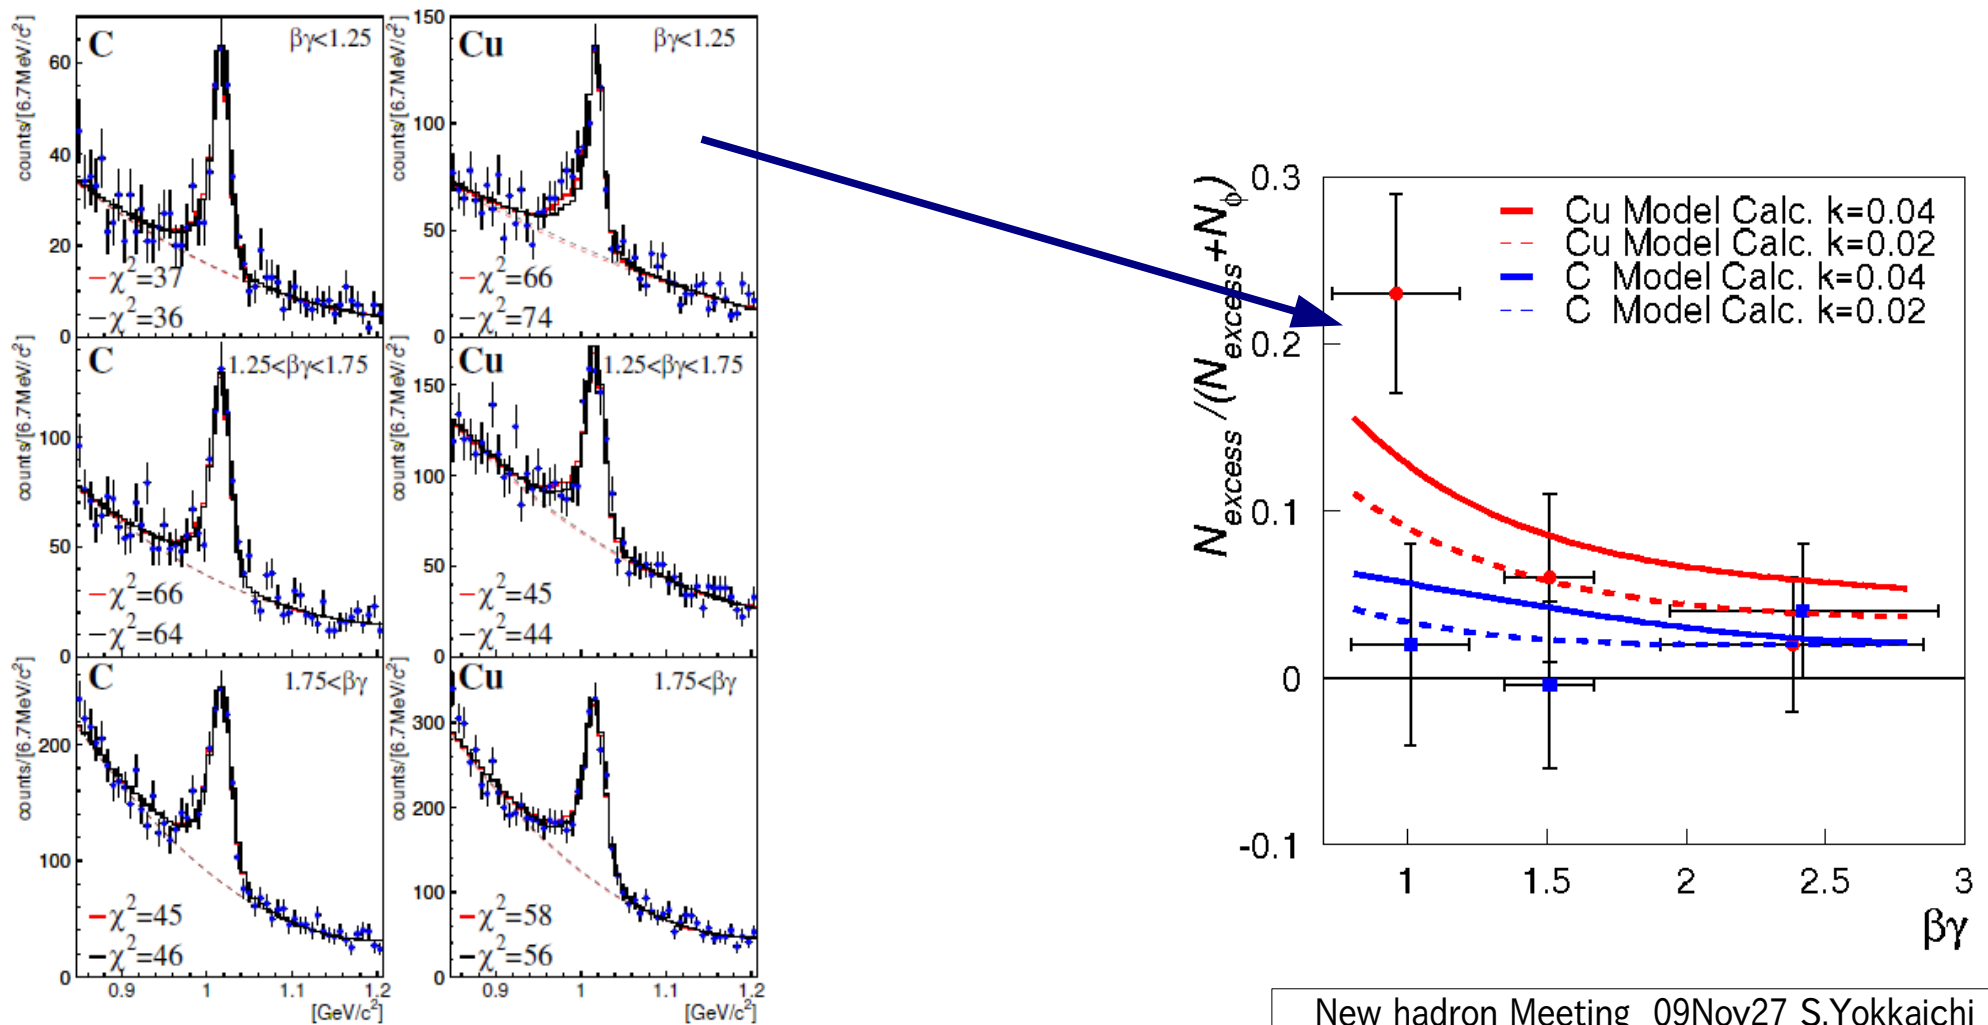 C
βγ<1.25
counts/[6.7MeV/c²]
60
40
20
0
χ²=37
χ²=36
Cu
βγ<1.25
counts/[6.7MeV/c²]
150
100
50
0
χ²=66
χ²=74
C
1.25<βγ<1.75
counts/[6.7MeV/c²]
100
50
0
χ²=66
χ²=64
Cu
1.25<βγ<1.75
counts/[6.7MeV/c²]
150
100
50
0
χ²=45
χ²=44
C
1.75<βγ
counts/[6.7MeV/c²]
200
100
0
χ²=45
χ²=46
0.9 1 1.1 1.2
[GeV/c²]
Cu
1.75<βγ
counts/[6.7MeV/c²]
300
200
100
0
χ²=58
χ²=56
0.9 1 1.1 1.2
[GeV/c²]
N_excess/(N_excess+N_ϕ)
0.3
0.2
0.1
0
-0.1
Cu Model Calc. k=0.04
Cu Model Calc. k=0.02
C Model Calc. k=0.04
C Model Calc. k=0.02
1 1.5 2 2.5 3
βγ
New hadron Meeting 09Nov27 S.Yokkaichi